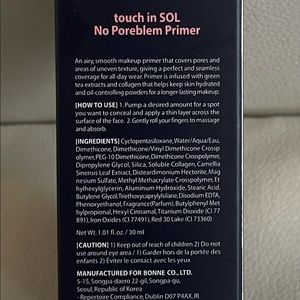 touch in SOL
No Poreblem Primer
An airy, smooth makeup primer that covers pores and
areas of uneven texture, giving a perfect and seamless
coverage for all-day wear. Primer is infused with green
tea extracts and collagen that helps keep skin hydrated
and oil-controlling powders for a longer-lasting makeup.
[HOW TO USE] 1. Pump a desired amount for a spot
you want to conceal and apply a thin layer across the
surface of the face. 2. Gently roll your fingers to massage
and absorb.
[INGREDIENTS] Cyclopentasiloxane, Water/Aqua/Eau,
Dimethicone, Dimethicone/Vinyl Dimethicone Cross
polymer, PEG-10 Dimethicone, Dimethicone Crosspolymer,
Dipropylene Glycol, Silica, Soluble Collagen, Camellia
Sinensis Leaf Extract, Disteardimonium Hectorite, Mag
nesium Sulfate, Methyl Methacrylate Crosspolymer, Et
hylhexylglycerin, Aluminum Hydroxide, Stearic Acid,
Butylene Glycol, Triethoxycaprylylsilane, Disodium EDTA,
Phenoxyethanol, Fragrance(Parfum), Butylphenyl Met
hylpropional, Hexyl Cinnamal, Titanium Dioxide (CI 77
891), Iron Oxides (CI 77491), Red 30 Lake (CI 73360)
Net Wt. 1.01 fl.oz / 30 ml
[CAUTION] 1) Keep out of reach of children 2) Do not
use around eye area / 1) Garder hors de la portée des
enfants 2) Éviter le contact avec les yeux
MANUFACTURED FOR BONNE CO., LTD.
5-15, Songpa-daero 22-gil, Songpa-gu,
Seoul, Republic of Korea
- Repertoire Compliance, Dublin D07 P4AX, IR